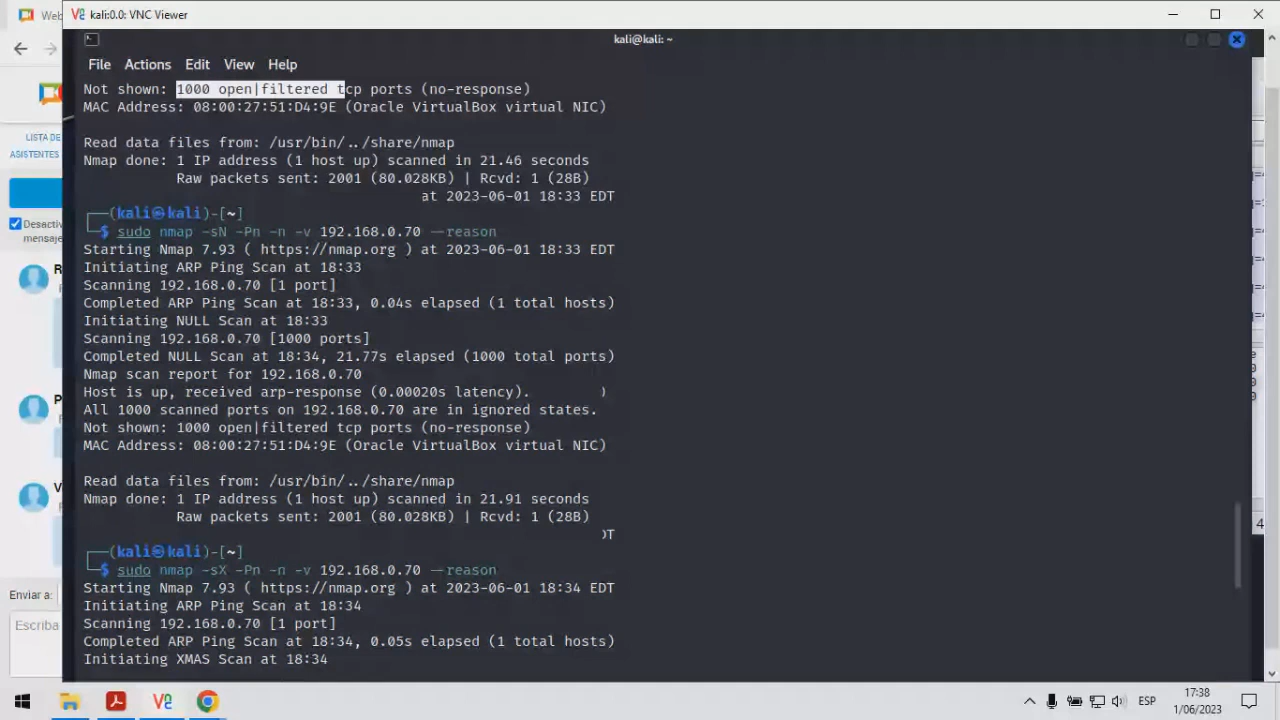 Web
kali:0.0: VNC Viewer
kali@kali: ~
File Actions Edit View Help
Not shown: 1000 open|filtered tcp ports (no-response)
MAC Address: 08:00:27:51:D4:9E (Oracle VirtualBox virtual NIC)
Read data files from: /usr/bin/../share/nmap
Nmap done: 1 IP address (1 host up) scanned in 21.46 seconds
Raw packets sent: 2001 (80.028KB) | Rcvd: 1 (28B)
at 2023-06-01 18:33 EDT
┌──(kali㉿kali)-[~]
└─$ sudo nmap -sN -Pn -n -v 192.168.0.70 --reason
Starting Nmap 7.93 ( https://nmap.org ) at 2023-06-01 18:33 EDT
Initiating ARP Ping Scan at 18:33
Scanning 192.168.0.70 [1 port]
Completed ARP Ping Scan at 18:33, 0.04s elapsed (1 total hosts)
Initiating NULL Scan at 18:33
Scanning 192.168.0.70 [1000 ports]
Completed NULL Scan at 18:34, 21.77s elapsed (1000 total ports)
Nmap scan report for 192.168.0.70
Host is up, received arp-response (0.00020s latency). )
All 1000 scanned ports on 192.168.0.70 are in ignored states.
Not shown: 1000 open|filtered tcp ports (no-response)
MAC Address: 08:00:27:51:D4:9E (Oracle VirtualBox virtual NIC)
Read data files from: /usr/bin/../share/nmap
Nmap done: 1 IP address (1 host up) scanned in 21.91 seconds
Raw packets sent: 2001 (80.028KB) | Rcvd: 1 (28B)
DT
┌──(kali㉿kali)-[~]
└─$ sudo nmap -sX -Pn -n -v 192.168.0.70 --reason
Starting Nmap 7.93 ( https://nmap.org ) at 2023-06-01 18:34 EDT
Initiating ARP Ping Scan at 18:34
Scanning 192.168.0.70 [1 port]
Completed ARP Ping Scan at 18:34, 0.05s elapsed (1 total hosts)
Initiating XMAS Scan at 18:34
LISTA DE
ASISTENTES
Desactiv
mensaje
Enviar a:
Escriba
ESP
17:38
1/06/2023